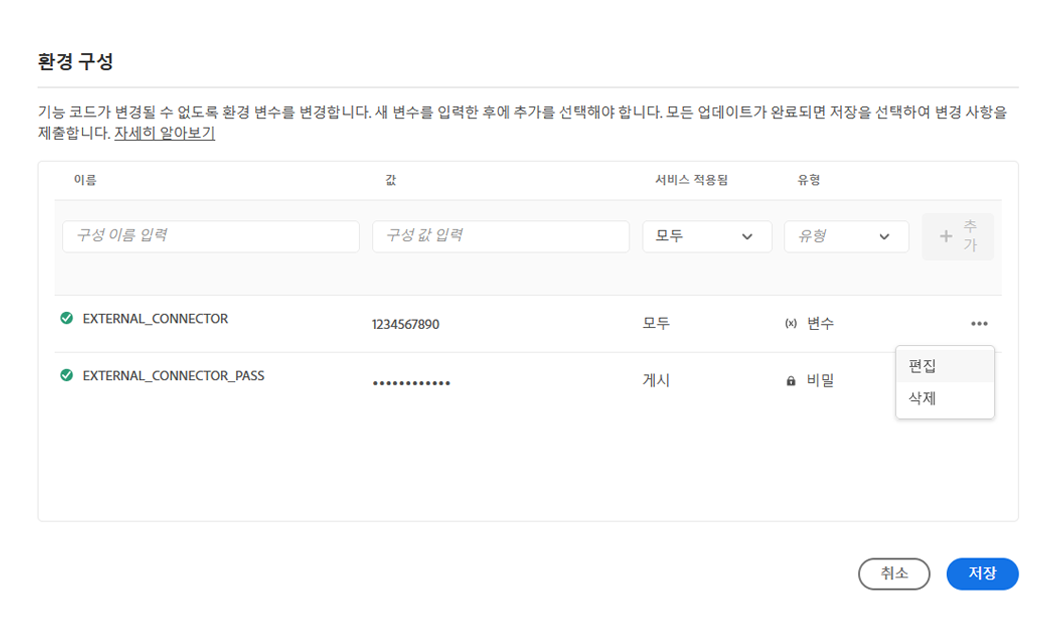 환경 구성
기능 코드가 변경될 수 없도록 환경 변수를 변경합니다. 새 변수를 입력한 후에 추가를 선택해야 합니다. 모든 업데이트가 완료되면 저장을 선택하여 변경 사항을
제출합니다. 자세히 알아보기
이름 값 서비스 적용됨 유형
구성 이름 입력 구성 값 입력 모두 유형 + 추
가
EXTERNAL_CONNECTOR 1234567890 모두 (x) 변수 •••
편집
EXTERNAL_CONNECTOR_PASS •••••••••••• 게시 비밀
삭제
취소 저장